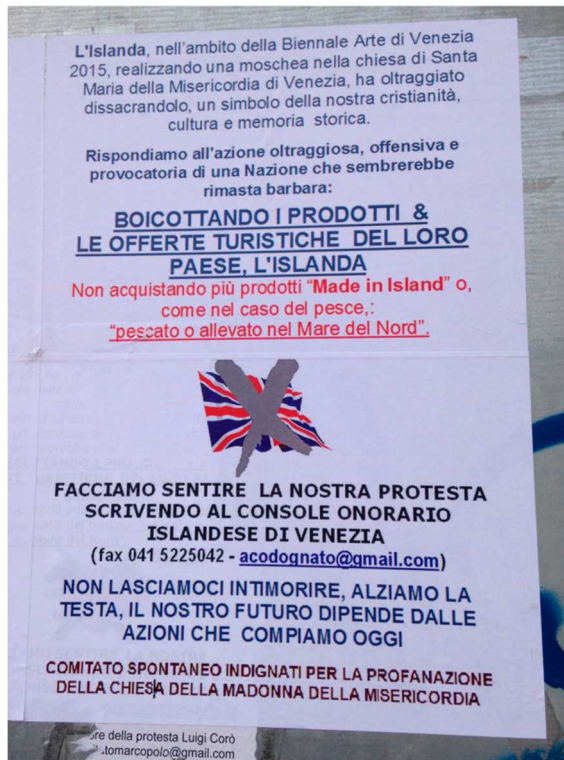 L'Islanda, nell'ambito della Biennale Arte di Venezia
2015, realizzando una moschea nella chiesa di Santa
Maria della Misericordia di Venezia, ha oltraggiato
dissacrandolo, un simbolo della nostra cristianità,
cultura e memoria storica.
Rispondiamo all'azione oltraggiosa, offensiva e
provocatoria di una Nazione che sembrerebbe
rimasta barbara:
BOICOTTANDO I PRODOTTI &
LE OFFERTE TURISTICHE DEL LORO
PAESE, L'ISLANDA
Non acquistando più prodotti “Made in Island” o,
come nel caso del pesce,:
“pescato o allevato nel Mare del Nord”.
FACCIAMO SENTIRE LA NOSTRA PROTESTA
SCRIVENDO AL CONSOLE ONORARIO
ISLANDESE DI VENEZIA
(fax 041 5225042 - acodognato@gmail.com)
NON LASCIAMOCI INTIMORIRE, ALZIAMO LA
TESTA, IL NOSTRO FUTURO DIPENDE DALLE
AZIONI CHE COMPIAMO OGGI
COMITATO SPONTANEO INDIGNATI PER LA PROFANAZIONE
DELLA CHIESA DELLA MADONNA DELLA MISERICORDIA
della protesta Luigi Corò
tomarcopolo@gmail.com